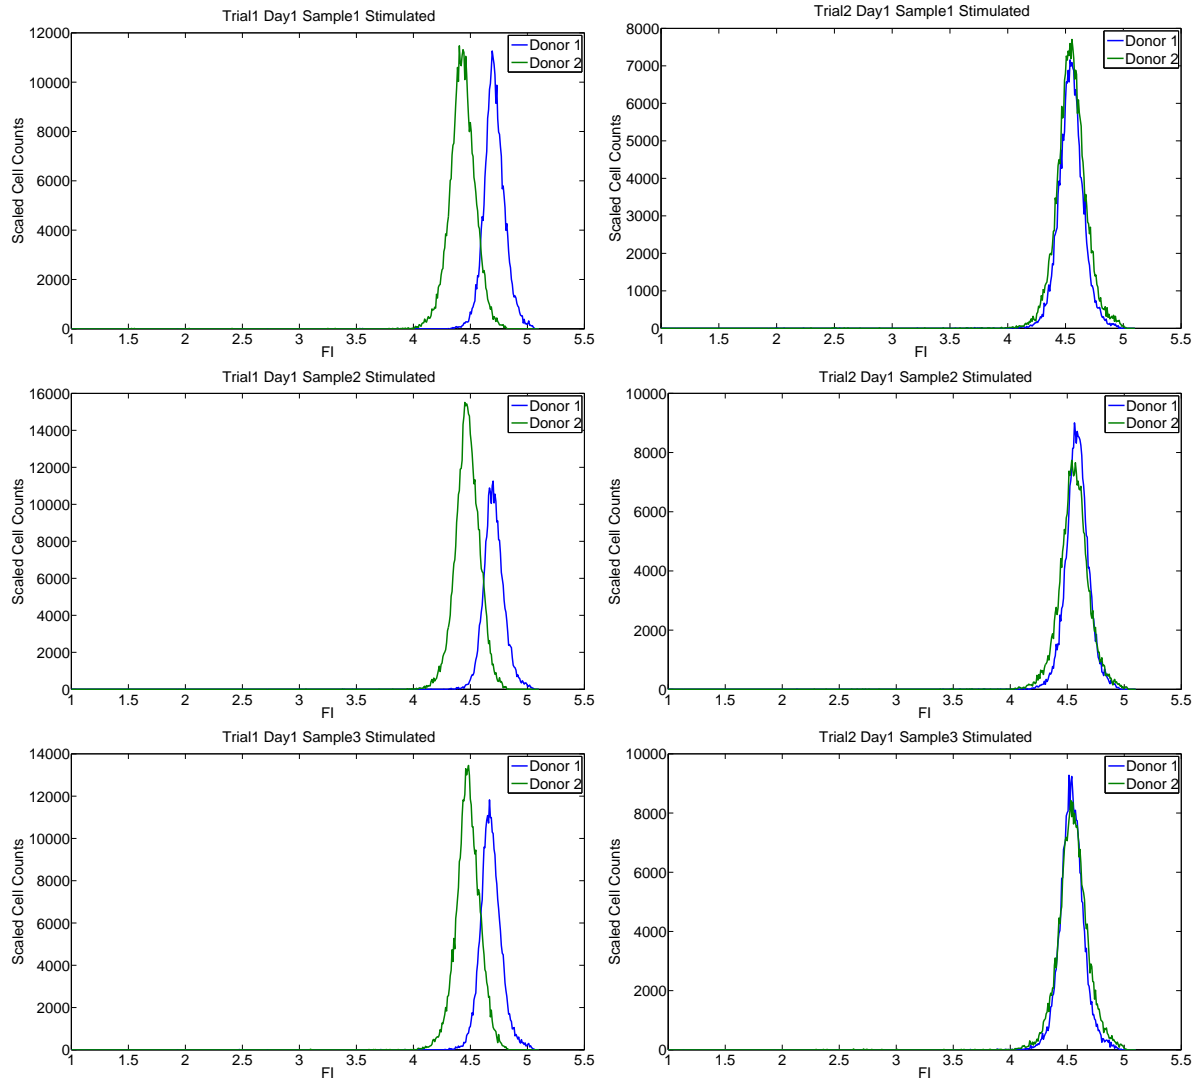 Trial1 Day1 Sample1 Stimulated
12000
10000
8000
6000
4000
2000
0
Scaled Cell Counts
Donor 1
Donor 2
1 1.5 2 2.5 3 3.5 4 4.5 5 5.5
FI
Trial2 Day1 Sample1 Stimulated
8000
7000
6000
5000
4000
3000
2000
1000
0
Scaled Cell Counts
Donor 1
Donor 2
1 1.5 2 2.5 3 3.5 4 4.5 5 5.5
FI
Trial1 Day1 Sample2 Stimulated
16000
14000
12000
10000
8000
6000
4000
2000
0
Scaled Cell Counts
Donor 1
Donor 2
1 1.5 2 2.5 3 3.5 4 4.5 5 5.5
FI
Trial2 Day1 Sample2 Stimulated
10000
8000
6000
4000
2000
0
Scaled Cell Counts
Donor 1
Donor 2
1 1.5 2 2.5 3 3.5 4 4.5 5 5.5
FI
Trial1 Day1 Sample3 Stimulated
14000
12000
10000
8000
6000
4000
2000
0
Scaled Cell Counts
Donor 1
Donor 2
1 1.5 2 2.5 3 3.5 4 4.5 5 5.5
FI
Trial2 Day1 Sample3 Stimulated
10000
8000
6000
4000
2000
0
Scaled Cell Counts
Donor 1
Donor 2
1 1.5 2 2.5 3 3.5 4 4.5 5 5.5
FI